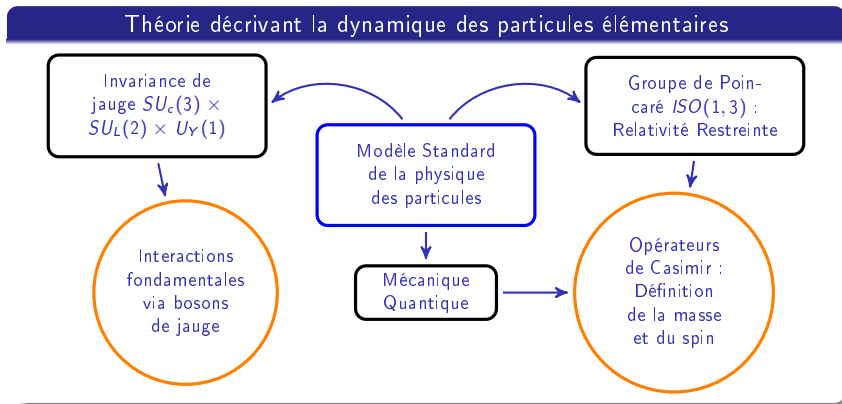 Théorie décrivant la dynamique des particules élémentaires
Invariance de
jauge SU_c(3) ×
SU_L(2) × U_Y(1)
Groupe de Poin-
caré ISO(1, 3) :
Relativité Restreinte
Modèle Standard
de la physique
des particules
Interactions
fondamentales
via bosons
de jauge
Mécanique
Quantique
Opérateurs
de Casimir :
Définition
de la masse
et du spin